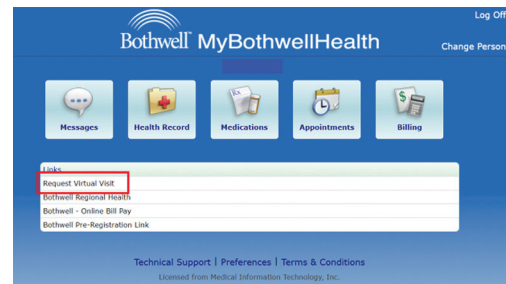 Log Off
Bothwell MyBothwellHealth
Change Person
Rx
$
Messages Health Record Medications Appointments Billing
Links
Request Virtual Visit
Bothwell Regional Health
Bothwell - Online Bill Pay
Bothwell Pre-Registration Link
Technical Support | Preferences | Terms & Conditions
Licensed from Medical Information Technology, Inc.